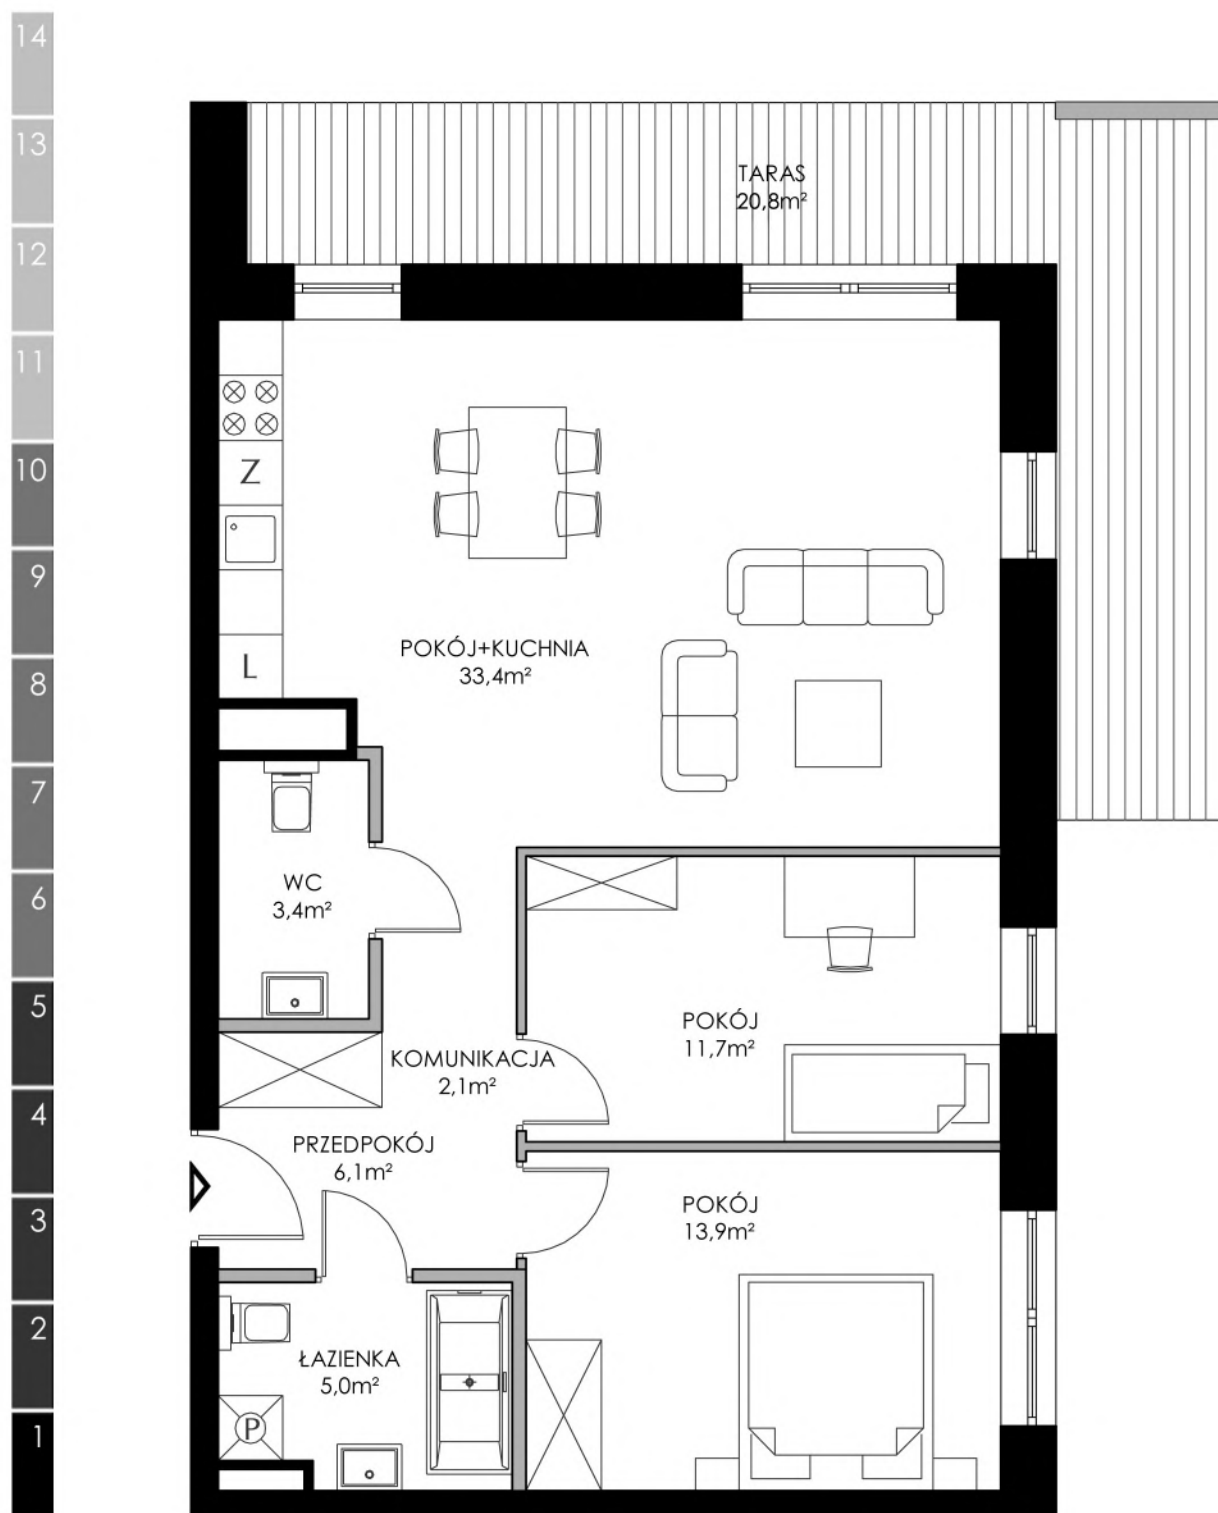 14
13
12
11
10
9
8
7
6
5
4
3
2
1
TARAS
20,8m²
Z
L
POKÓJ+KUCHNIA
33,4m²
WC
3,4m²
POKÓJ
11,7m²
KOMUNIKACJA
2,1m²
PRZEDPOKÓJ
6,1m²
POKÓJ
13,9m²
ŁAZIENKA
5,0m²
P